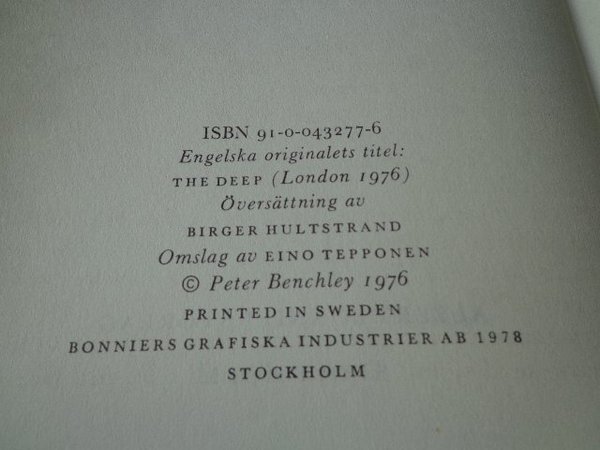 ISBN 91-0-043277-6
Engelska originalets titel:
THE DEEP (London 1976)
Översättning av
BIRGER HULTSTRAND
Omslag av EINO TEPPONEN
© Peter Benchley 1976
PRINTED IN SWEDEN
BONNIERS GRAFISKA INDUSTRIER AB 1978
STOCKHOLM